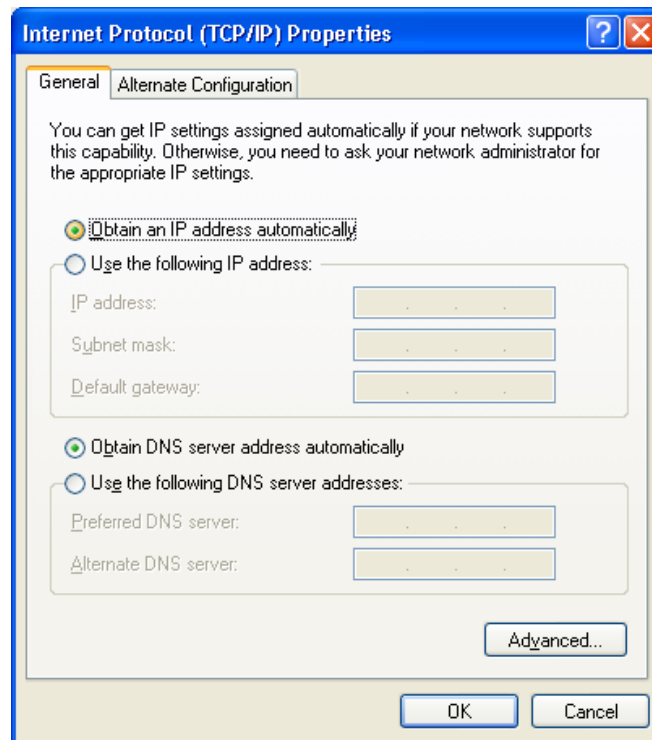 Internet Protocol (TCP/IP) Properties
General
Alternate Configuration
You can get IP settings assigned automatically if your network supports
this capability. Otherwise, you need to ask your network administrator for
the appropriate IP settings.
Obtain an IP address automatically
Use the following IP address:
IP address:
Subnet mask:
Default gateway:
Obtain DNS server address automatically
Use the following DNS server addresses:
Preferred DNS server:
Alternate DNS server:
Advanced...
OK
Cancel